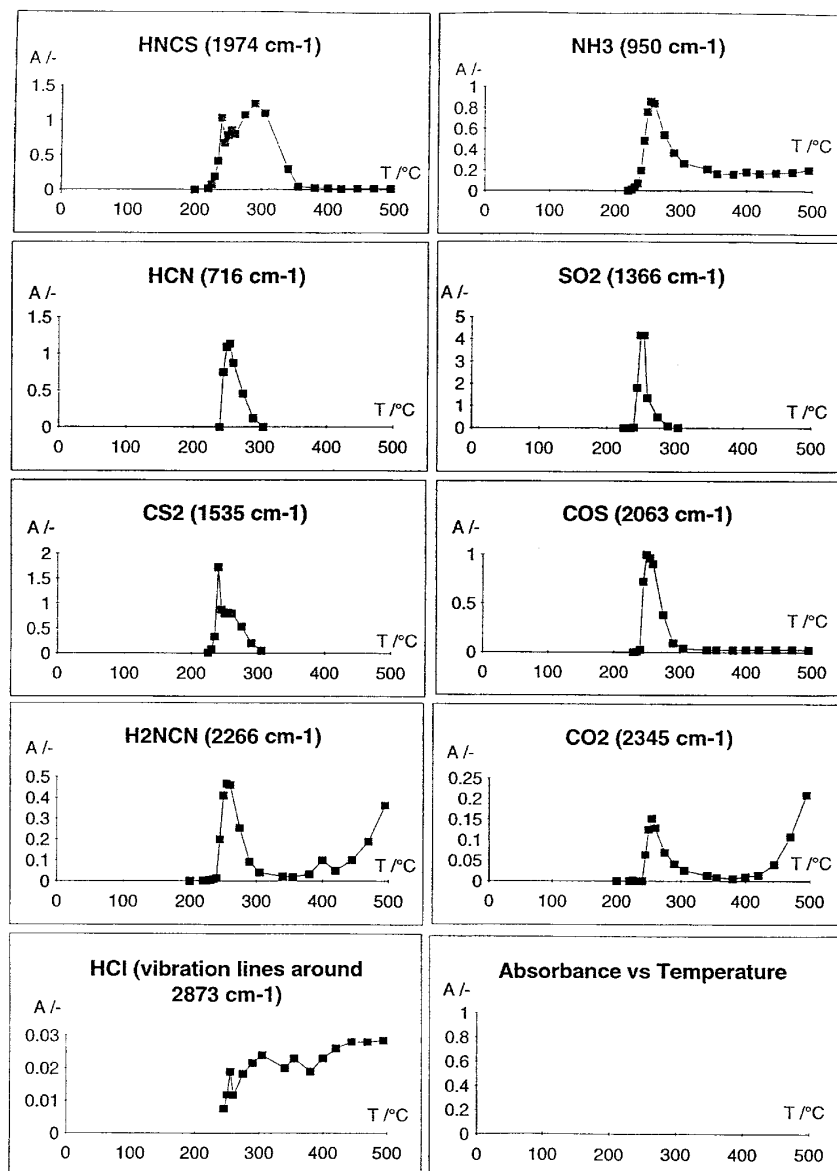 HNCS (1974 cm-1)
A /-
1.5
1
0.5
0
T /°C
0 100 200 300 400 500
NH3 (950 cm-1)
A /-
1
0.8
0.6
0.4
0.2
0
T /°C
0 100 200 300 400 500
HCN (716 cm-1)
A /-
1.5
1
0.5
0
T /°C
0 100 200 300 400 500
SO2 (1366 cm-1)
A /-
5
4
3
2
1
0
T /°C
0 100 200 300 400 500
CS2 (1535 cm-1)
A /-
2
1.5
1
0.5
0
T /°C
0 100 200 300 400 500
COS (2063 cm-1)
A /-
1
0.5
0
T /°C
0 100 200 300 400 500
H2NCN (2266 cm-1)
A /-
0.5
0.4
0.3
0.2
0.1
0
T /°C
0 100 200 300 400 500
CO2 (2345 cm-1)
A /-
0.25
0.2
0.15
0.1
0.05
0
T /°C
0 100 200 300 400 500
HCl (vibration lines around
2873 cm-1)
A /-
0.03
0.02
0.01
0
T /°C
0 100 200 300 400 500
Absorbance vs Temperature
A /-
1
0.8
0.6
0.4
0.2
0
T /°C
0 100 200 300 400 500